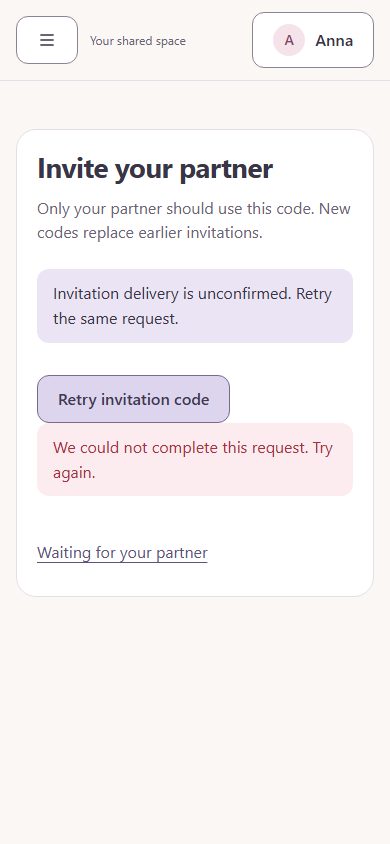 Your shared space
A
Anna
Invite your partner
Only your partner should use this code. New
codes replace earlier invitations.
Invitation delivery is unconfirmed. Retry
the same request.
Retry invitation code
We could not complete this request. Try
again.
Waiting for your partner